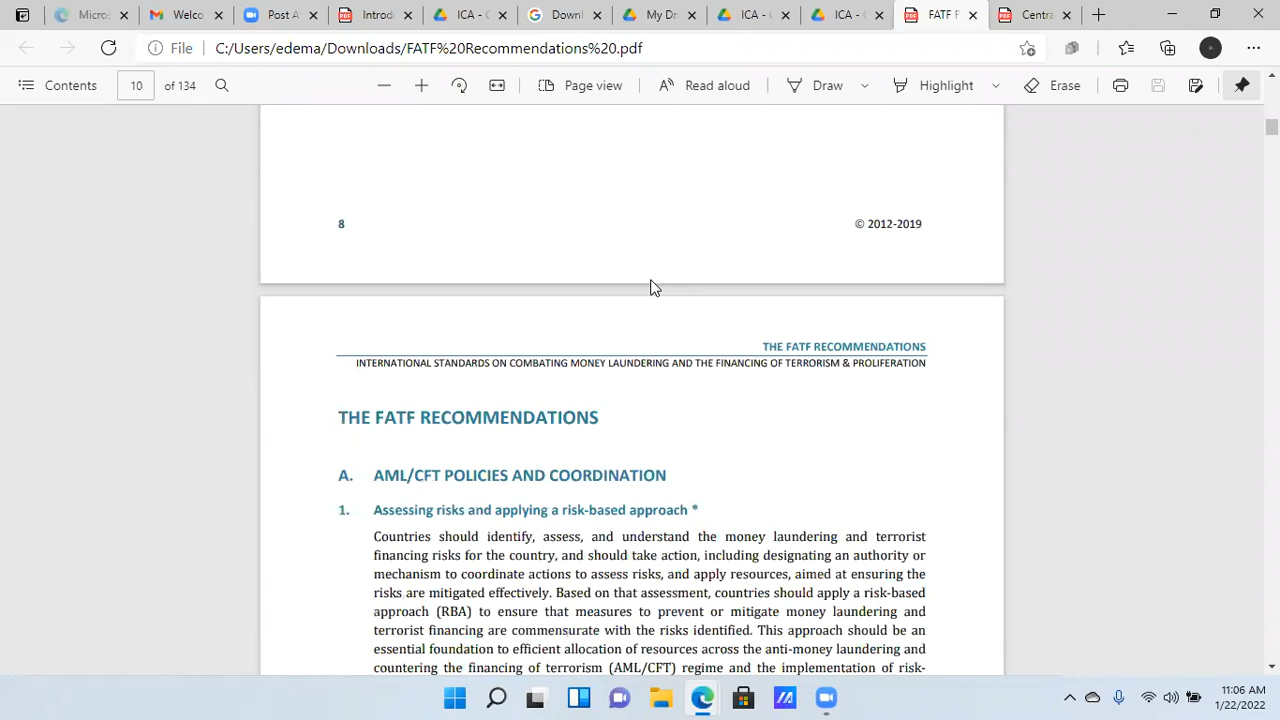 Micros
Welco
Post A
Introd
ICA - C
Downl
My Dr
ICA - C
ICA - C
FATF F
Centra
File
C:/Users/edema/Downloads/FATF%20Recommendations%20.pdf
Contents
10
of 134
Page view
Read aloud
Draw
Highlight
Erase
8
© 2012-2019
THE FATF RECOMMENDATIONS
INTERNATIONAL STANDARDS ON COMBATING MONEY LAUNDERING AND THE FINANCING OF TERRORISM & PROLIFERATION
THE FATF RECOMMENDATIONS
A. AML/CFT POLICIES AND COORDINATION
1. Assessing risks and applying a risk-based approach *
Countries should identify, assess, and understand the money laundering and terrorist
financing risks for the country, and should take action, including designating an authority or
mechanism to coordinate actions to assess risks, and apply resources, aimed at ensuring the
risks are mitigated effectively. Based on that assessment, countries should apply a risk-based
approach (RBA) to ensure that measures to prevent or mitigate money laundering and
terrorist financing are commensurate with the risks identified. This approach should be an
essential foundation to efficient allocation of resources across the anti-money laundering and
countering the financing of terrorism (AML/CFT) regime and the implementation of risk-
11:06 AM
1/22/2022